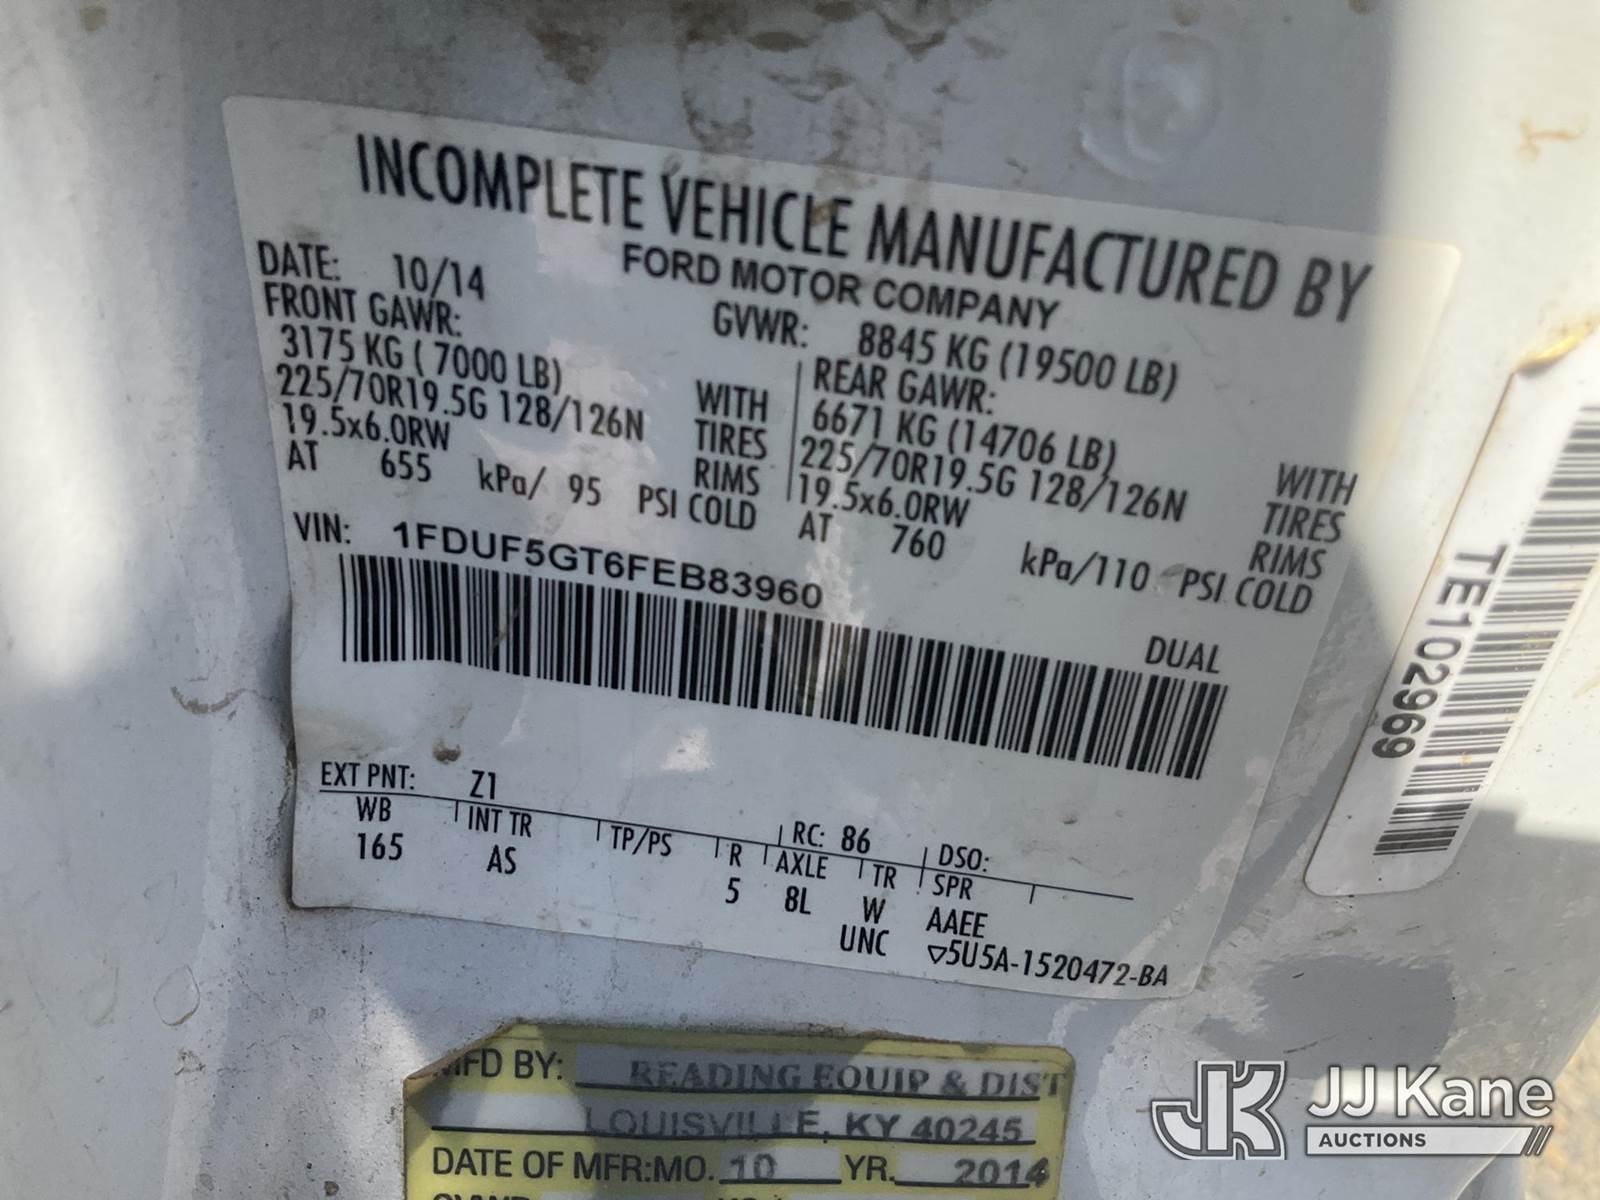 INCOMPLETE VEHICLE MANUFACTURED BY
FORD MOTOR COMPANY
DATE: 10/14
GVWR: 8845 KG (19500 LB)
FRONT GAWR:
3175 KG ( 7000 LB)
225/70R19.5G 128/126N
19.5x6.0RW
AT 655 kPa/ 95 PSI COLD
WITH
TIRES
RIMS
REAR GAWR:
6671 KG (14706 LB)
225/70R19.5G 128/126N
19.5x6.0RW
AT 760 kPa/110 PSI COLD
WITH
TIRES
RIMS
VIN: 1FDUF5GT6FEB83960
DUAL
EXT PNT: Z1 RC: 86 DSO:
WB INT TR TP/PS R AXLE TR SPR
165 AS 5 8L W AAEE
UNC ▽5U5A-1520472-BA
TE102969
MFD BY: READING EQUIP & DIST
LOUISVILLE, KY 40245
DATE OF MFR:MO. 10 YR. 2014
JK JJ Kane
AUCTIONS